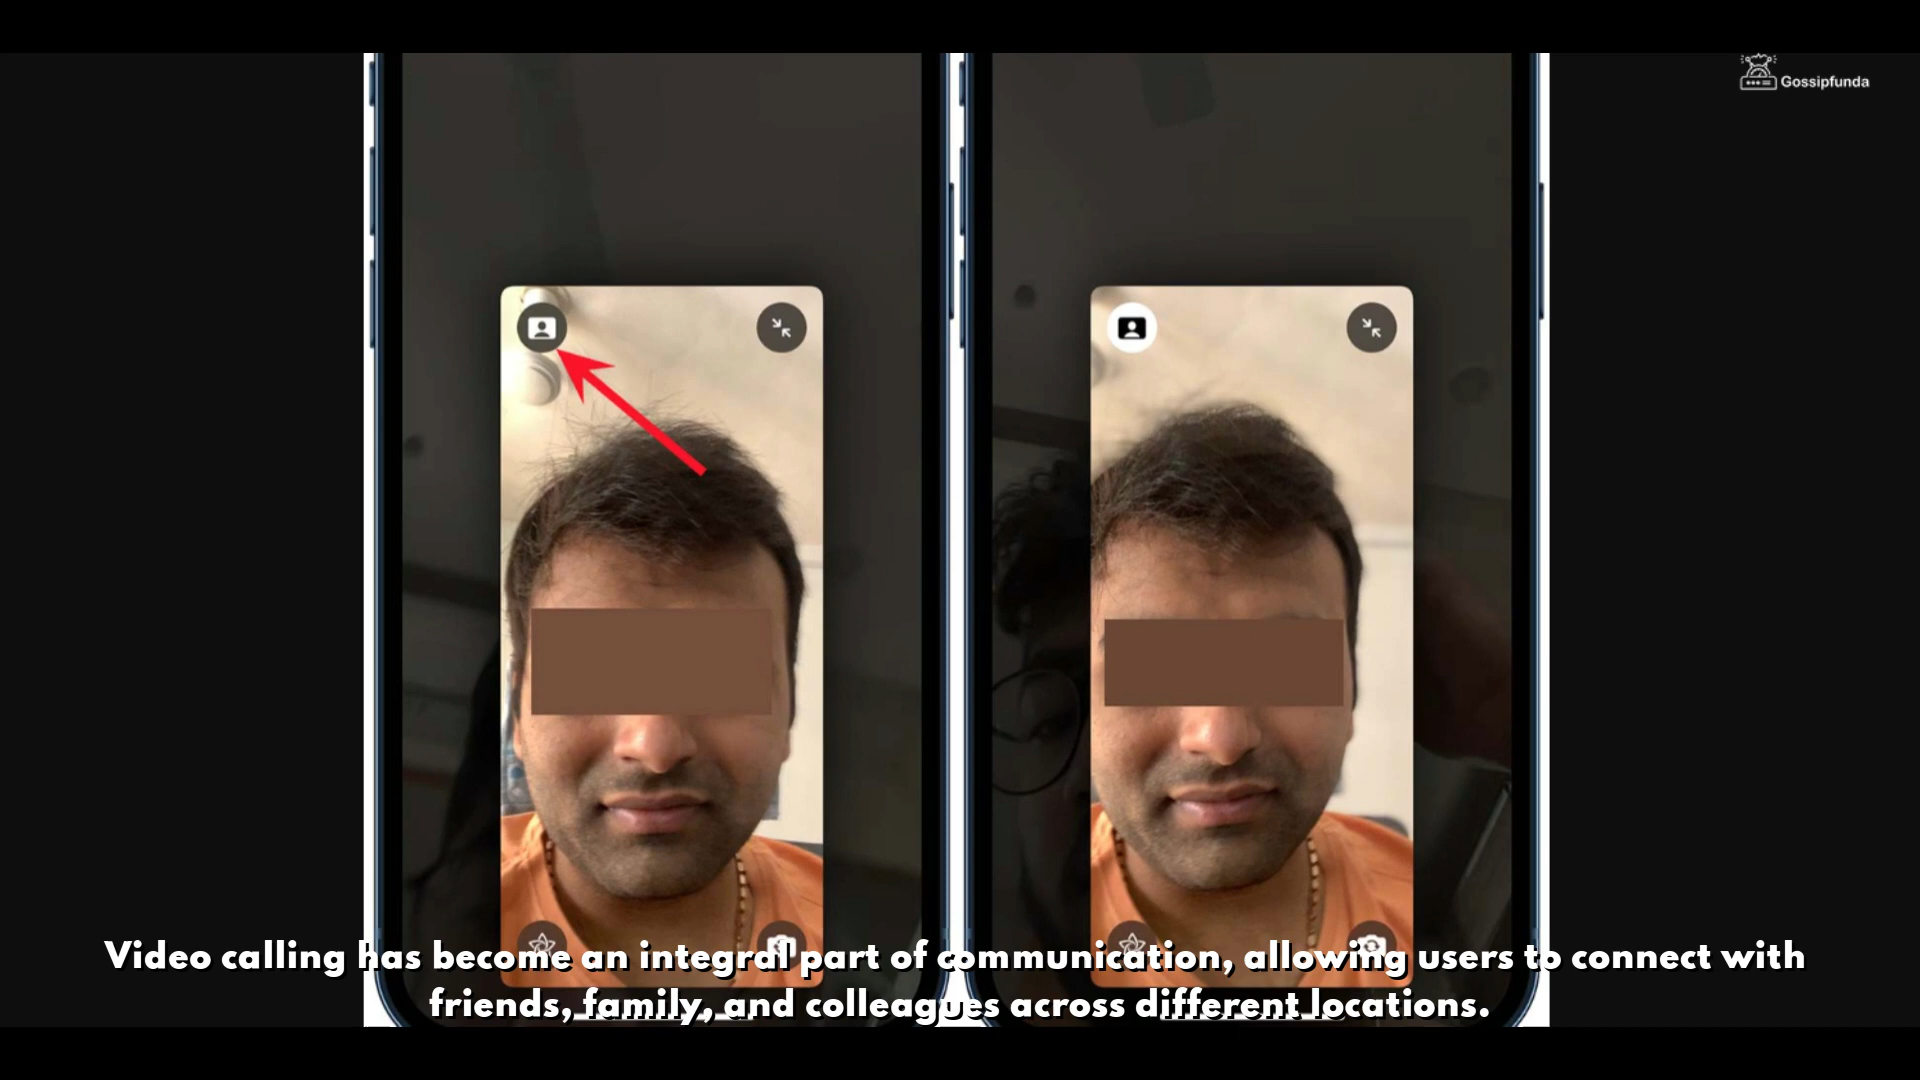 Gossipfunda
Video calling has become an integral part of communication, allowing users to connect with
friends, family, and colleagues across different locations.